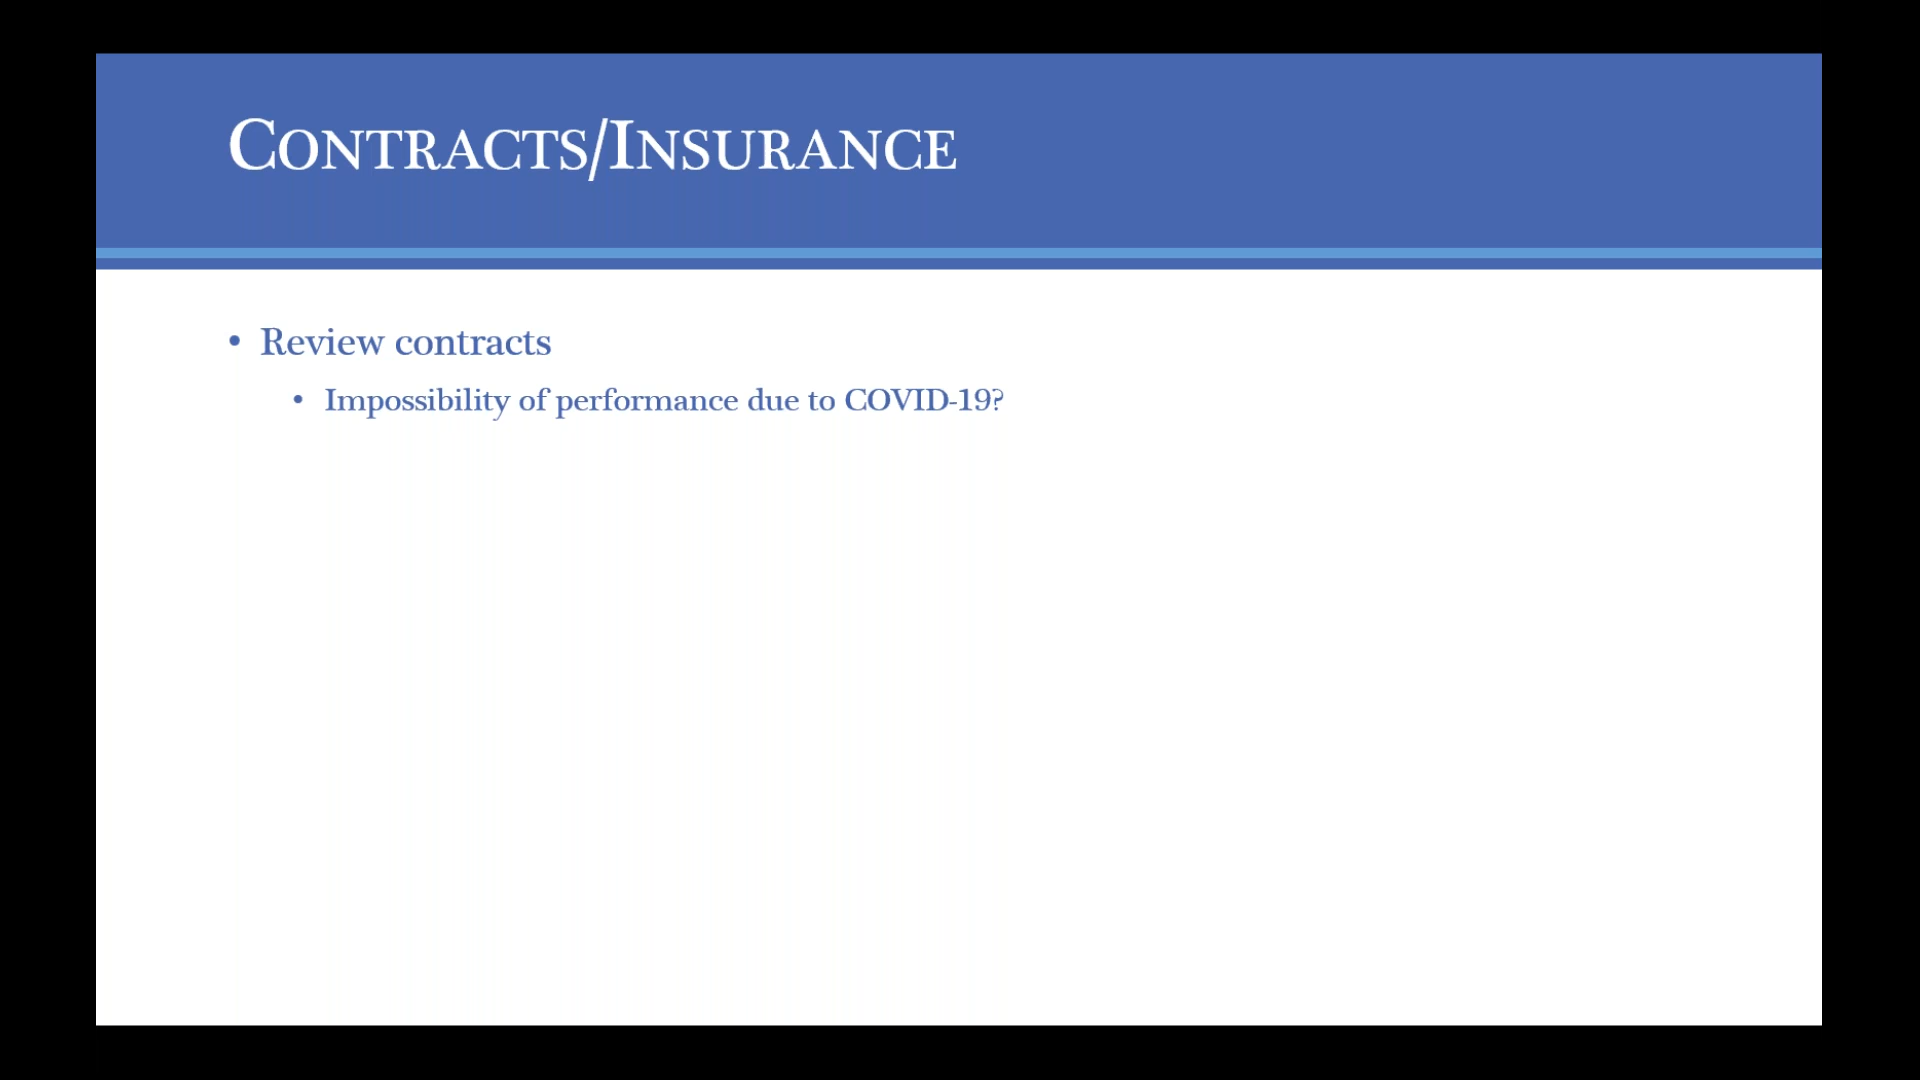 Contracts/Insurance
• Review contracts
• Impossibility of performance due to COVID-19?